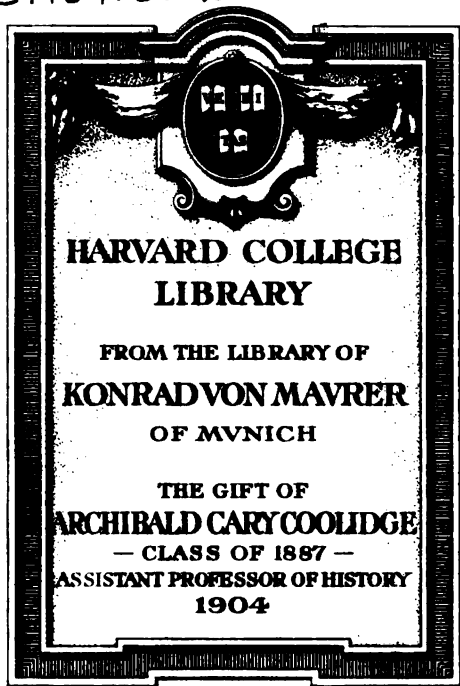 HARVARD COLLEGE
LIBRARY
FROM THE LIBRARY OF
KONRAD VON MAVRER
OF MVNICH
THE GIFT OF
ARCHIBALD CARY COOLIDGE
— CLASS OF 1887 —
ASSISTANT PROFESSOR OF HISTORY
1904